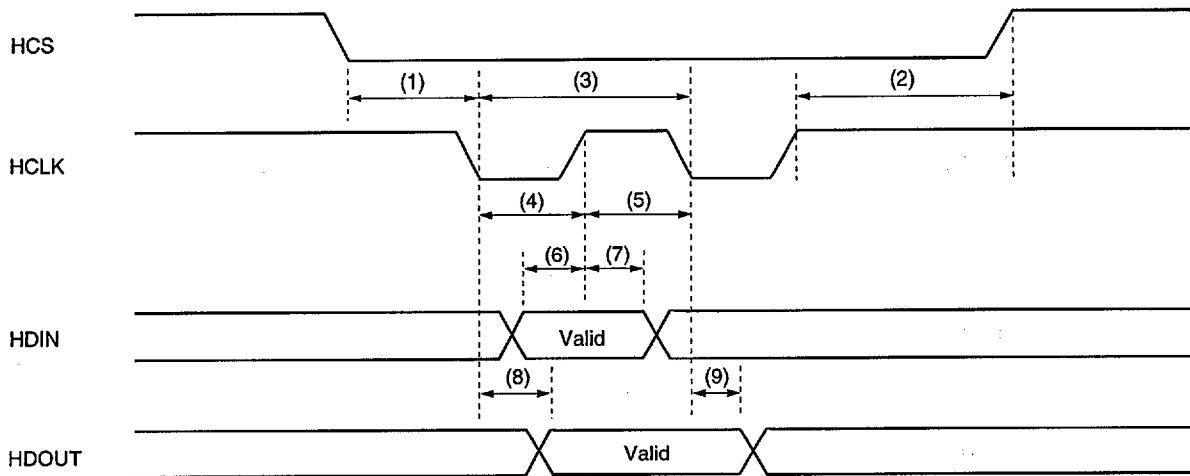 HCS
(1) (3) (2)
HCLK
(4) (5)
(6) (7)
HDIN Valid
(8) (9)
HDOUT Valid